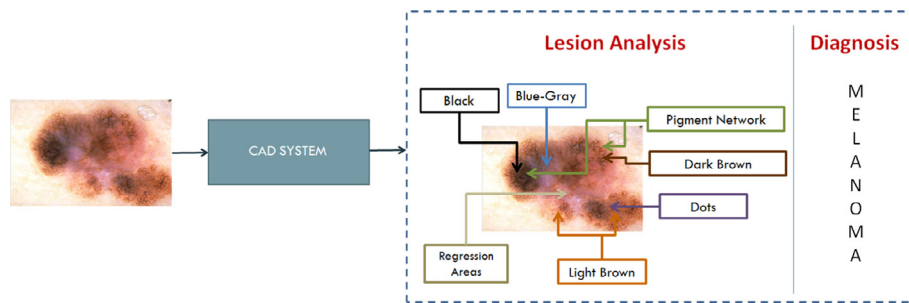 Lesion Analysis
Diagnosis
Black
Blue-Gray
Pigment Network
CAD SYSTEM
Dark Brown
Dots
Regression
Areas
Light Brown
M
E
L
A
N
O
M
A